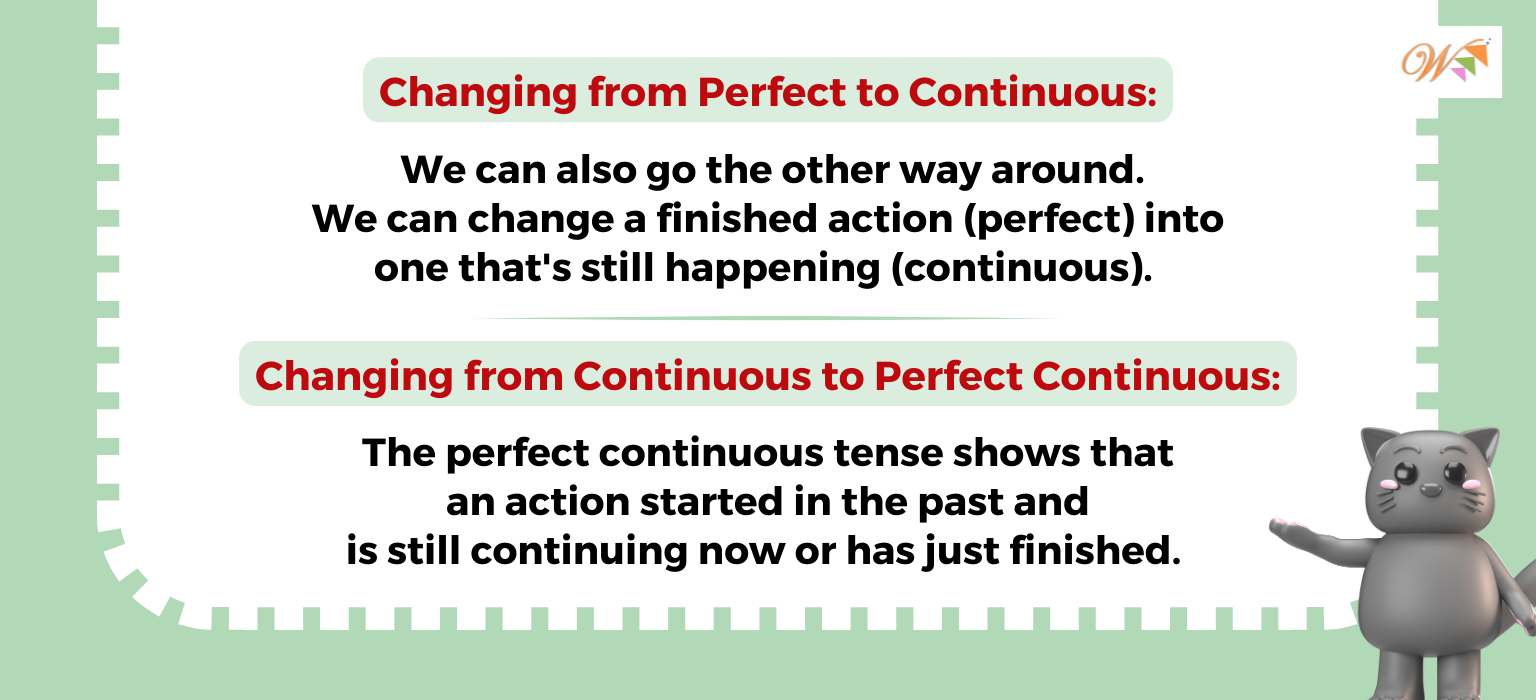 Changing from Perfect to Continuous:
We can also go the other way around.
We can change a finished action (perfect) into
one that's still happening (continuous).
Changing from Continuous to Perfect Continuous:
The perfect continuous tense shows that
an action started in the past and
is still continuing now or has just finished.
W